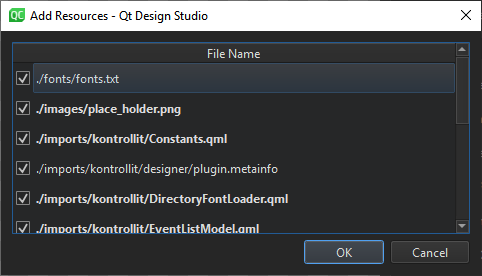 QC Add Resources - Qt Design Studio
File Name
./fonts/fonts.txt
./images/place_holder.png
./imports/kontrollit/Constants.qml
./imports/kontrollit/designer/plugin.metainfo
./imports/kontrollit/DirectoryFontLoader.qml
./imports/kontrollit/EventListModel.qml
OK Cancel